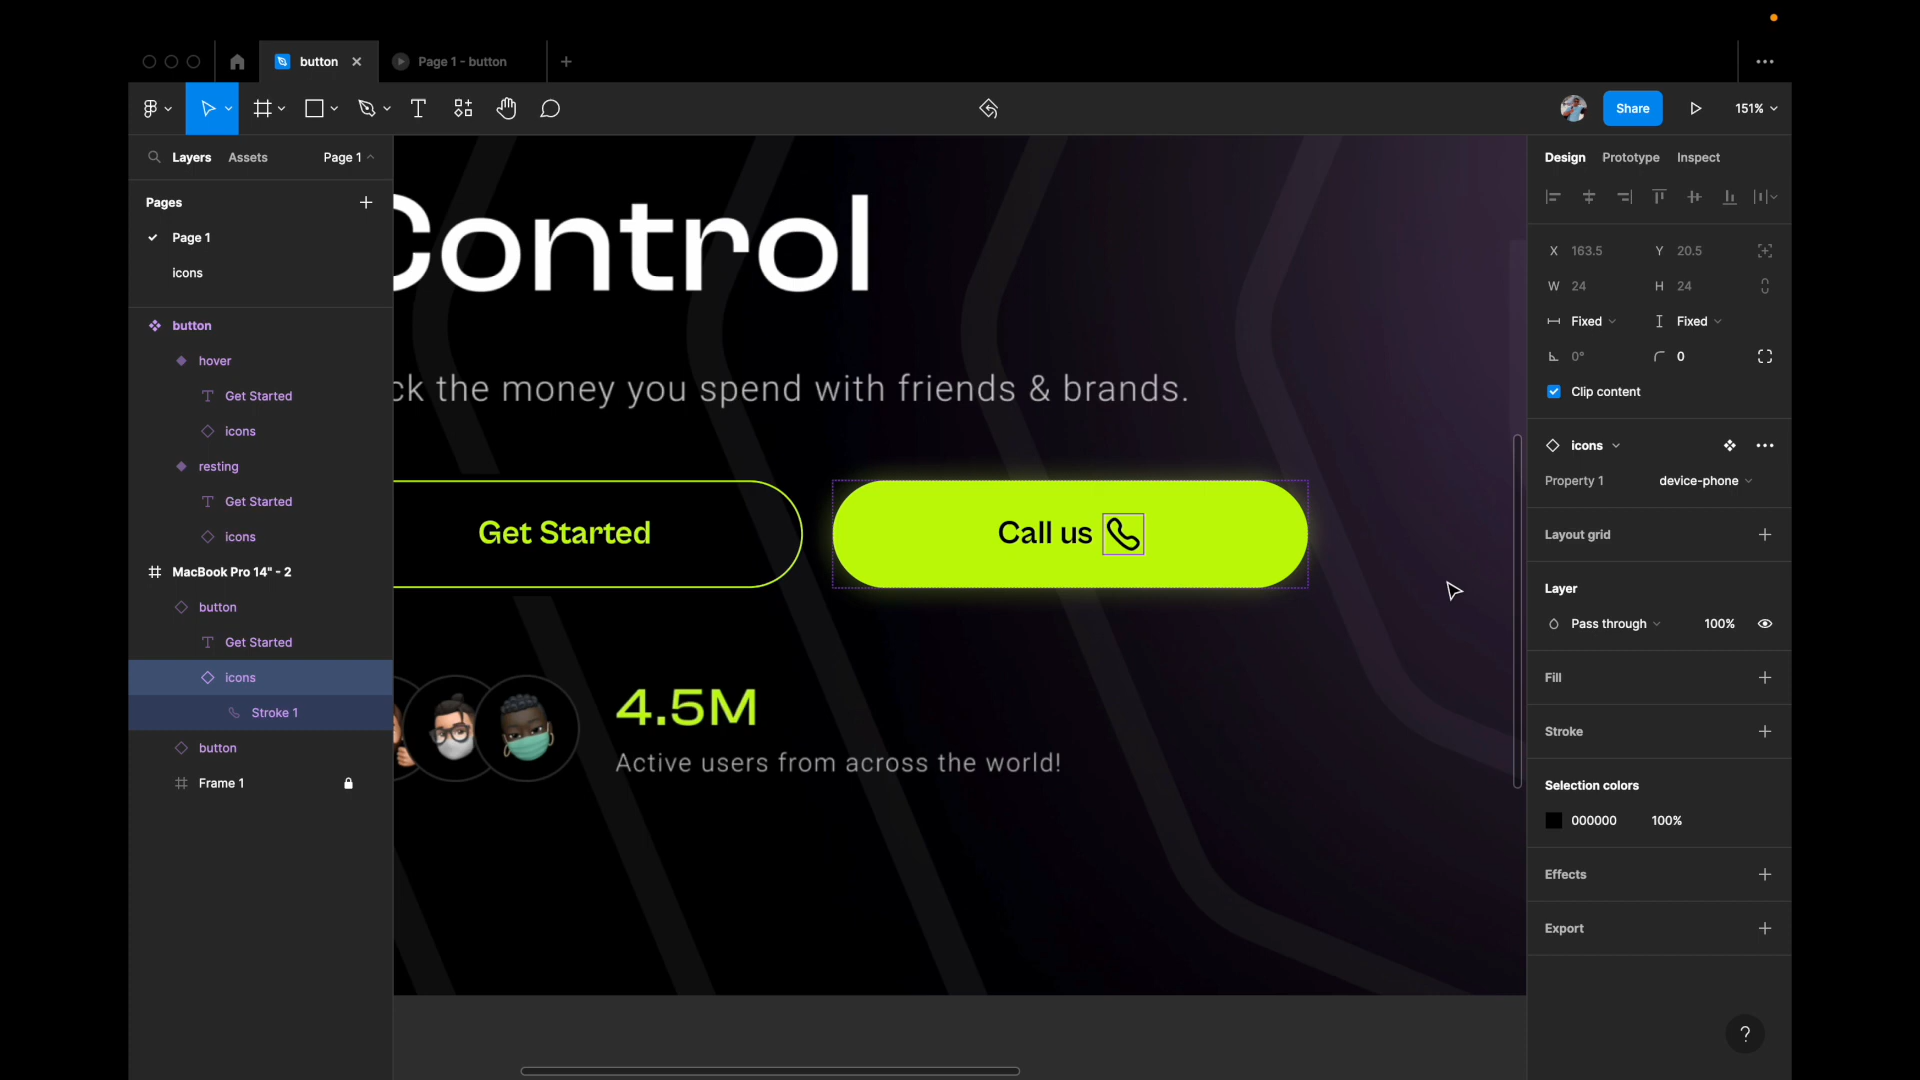 button
Page 1 - button
Share
151%
Layers
Assets
Page 1
Pages
Page 1
icons
button
hover
Get Started
icons
resting
Get Started
icons
MacBook Pro 14" - 2
button
Get Started
icons
Stroke 1
button
Frame 1
Control
ck the money you spend with friends & brands.
Get Started
Call us
4.5M
Active users from across the world!
Design
Prototype
Inspect
X 163.5
Y 20.5
W 24
H 24
Fixed
Fixed
0°
0
Clip content
icons
Property 1
device-phone
Layout grid
Layer
Pass through
100%
Fill
Stroke
Selection colors
000000
100%
Effects
Export
?